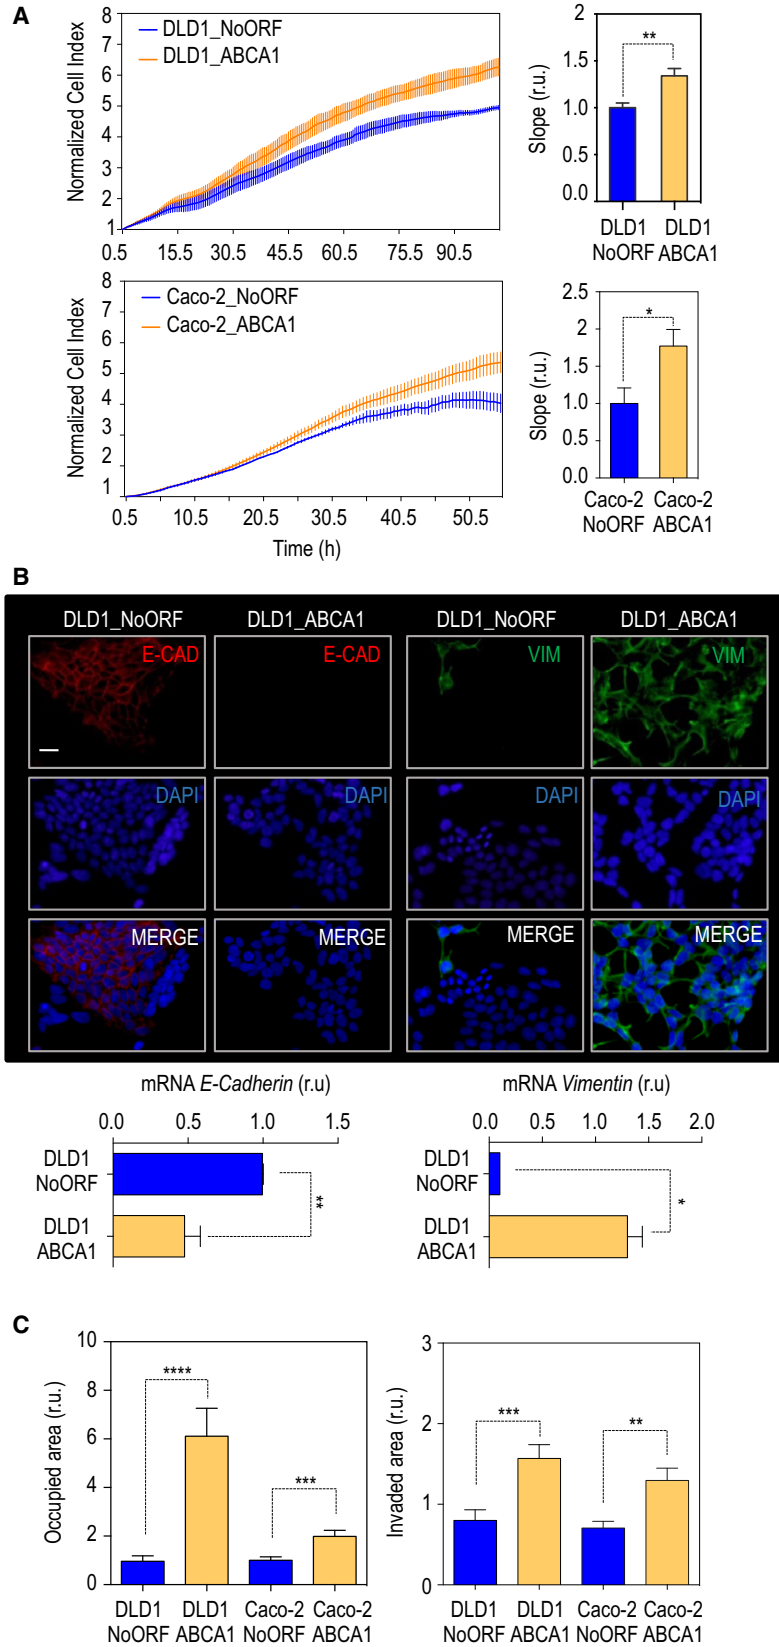 A
8
7
6
5
4
3
2
1
Normalized Cell Index
DLD1_NoORF
DLD1_ABCA1
0.5 15.5 30.5 45.5 60.5 75.5 90.5
2
1.5
1.0
0.5
0.0
Slope (r.u.)
**
DLD1 DLD1
NoORF ABCA1
8
7
6
5
4
3
2
1
Normalized Cell Index
Caco-2_NoORF
Caco-2_ABCA1
0.5 10.5 20.5 30.5 40.5 50.5
Time (h)
2.5
2
1.5
1.0
0.5
0.0
Slope (r.u.)
*
Caco-2 Caco-2
NoORF ABCA1
B
DLD1_NoORF DLD1_ABCA1 DLD1_NoORF DLD1_ABCA1
E-CAD E-CAD VIM VIM
DAPI DAPI DAPI DAPI
MERGE MERGE MERGE MERGE
mRNA E-Cadherin (r.u)
0.0 0.5 1.0 1.5
DLD1
NoORF
DLD1
ABCA1
**
mRNA Vimentin (r.u)
0.0 0.5 1.0 1.5 2.0
DLD1
NoORF
DLD1
ABCA1
*
C
10
8
6
4
2
0
Occupied area (r.u.)
****
***
DLD1 DLD1 Caco-2 Caco-2
NoORF ABCA1 NoORF ABCA1
3
2
1
0
Invaded area (r.u.)
***
**
DLD1 DLD1 Caco-2 Caco-2
NoORF ABCA1 NoORF ABCA1